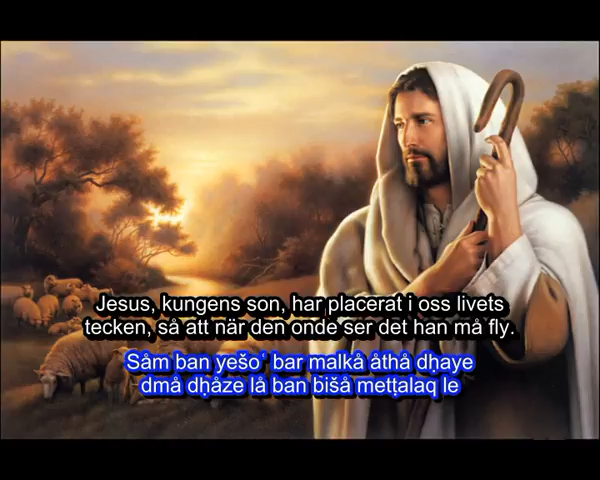 Jesus, kungens son, har placerat i oss livets
tecken, så att när den onde ser det han må fly.
Såm ban yešoʿ bar malkå åthå dḥaye
dmå dḥåze lå ban bišå metṭalaq le